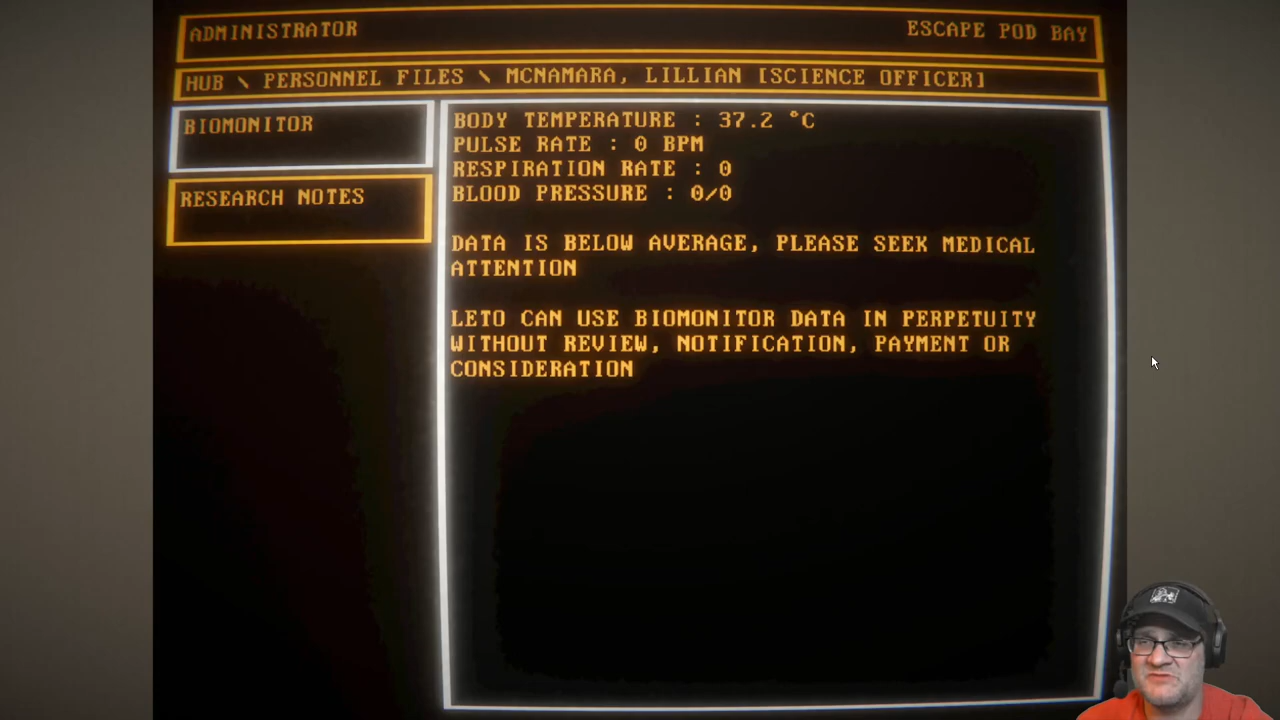 ADMINISTRATOR
ESCAPE POD BAY
HUB \ PERSONNEL FILES \ MCNAMARA, LILLIAN [SCIENCE OFFICER]
BIOMONITOR
RESEARCH NOTES
BODY TEMPERATURE : 37.2 °C
PULSE RATE : 0 BPM
RESPIRATION RATE : 0
BLOOD PRESSURE : 0/0
DATA IS BELOW AVERAGE, PLEASE SEEK MEDICAL
ATTENTION
LETO CAN USE BIOMONITOR DATA IN PERPETUITY
WITHOUT REVIEW, NOTIFICATION, PAYMENT OR
CONSIDERATION